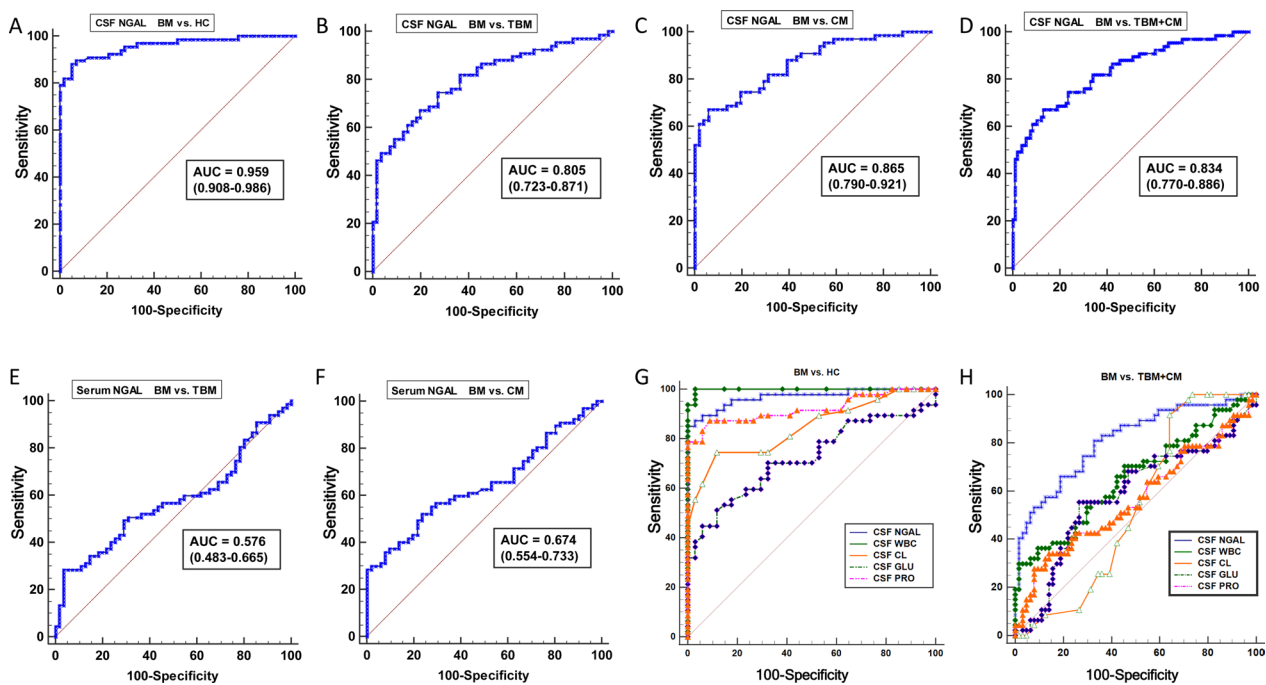 A
CSF NGAL BM vs. HC
100
80
60
40
20
0
Sensitivity
AUC = 0.959
(0.908-0.986)
0 20 40 60 80 100
100-Specificity
B
CSF NGAL BM vs. TBM
100
80
60
40
20
0
Sensitivity
AUC = 0.805
(0.723-0.871)
0 20 40 60 80 100
100-Specificity
C
CSF NGAL BM vs. CM
100
80
60
40
20
0
Sensitivity
AUC = 0.865
(0.790-0.921)
0 20 40 60 80 100
100-Specificity
D
CSF NGAL BM vs. TBM+CM
100
80
60
40
20
0
Sensitivity
AUC = 0.834
(0.770-0.886)
0 20 40 60 80 100
100-Specificity
E
Serum NGAL BM vs. TBM
100
80
60
40
20
0
Sensitivity
AUC = 0.576
(0.483-0.665)
0 20 40 60 80 100
100-Specificity
F
Serum NGAL BM vs. CM
100
80
60
40
20
0
Sensitivity
AUC = 0.674
(0.554-0.733)
0 20 40 60 80 100
100-Specificity
G
BM vs. HC
100
80
60
40
20
0
Sensitivity
CSF NGAL
CSF WBC
CSF CL
CSF GLU
CSF PRO
0 20 40 60 80 100
100-Specificity
H
BM vs. TBM+CM
100
80
60
40
20
0
Sensitivity
CSF NGAL
CSF WBC
CSF CL
CSF GLU
CSF PRO
0 20 40 60 80 100
100-Specificity